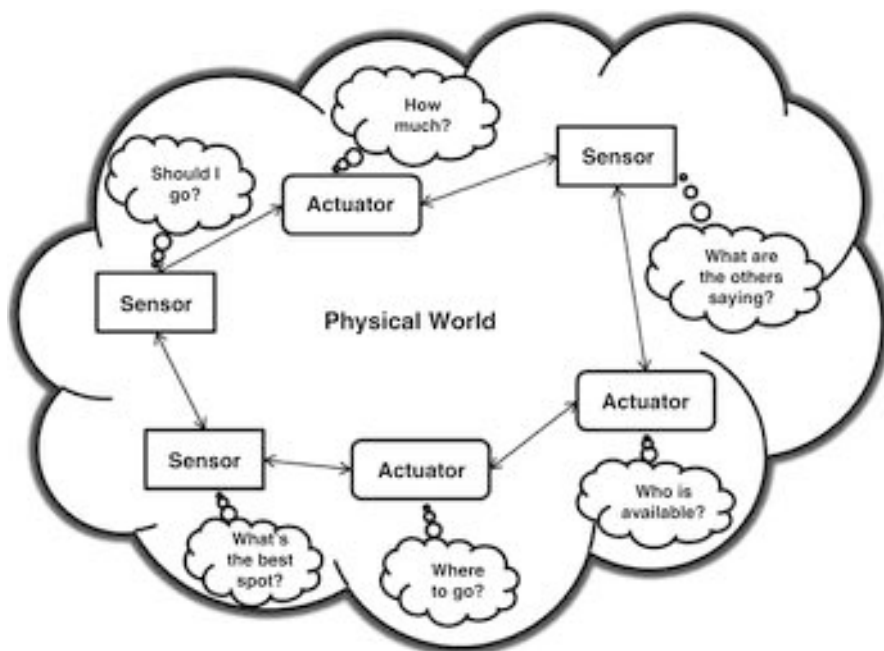 How
much?
Should I
go?
Sensor
Actuator
What are
the others
saying?
Sensor
Physical World
Actuator
Sensor
Actuator
Who is
available?
What's
the best
spot?
Where
to go?